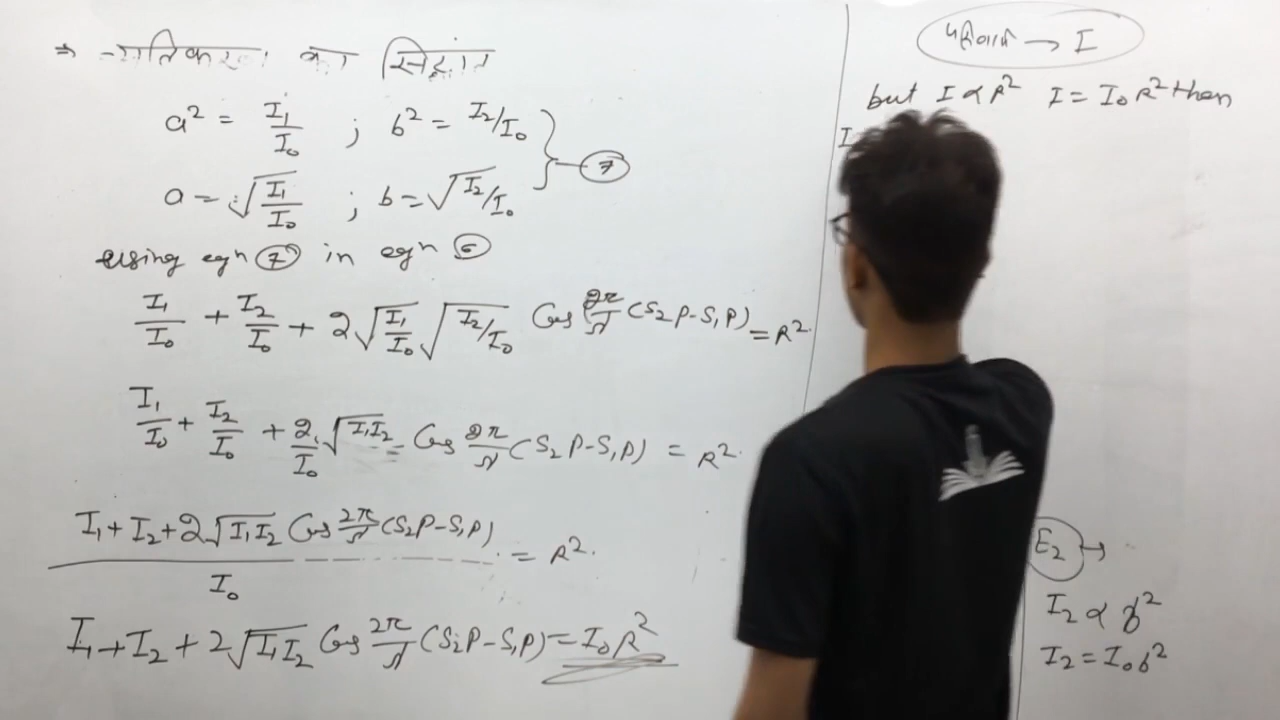 ⇒ व्यतिकरण का सिद्धांत
a² = I₁/I₀ ; b² = I₂/I₀
a = √(I₁/I₀) ; b = √(I₂/I₀) } — ⑦
using eqn ⑦ in eqn ⑥
I₁/I₀ + I₂/I₀ + 2√(I₁/I₀) √(I₂/I₀) Cos 2π/λ (S₂P-S₁P) = R²
I₁/I₀ + I₂/I₀ + 2/I₀ √(I₁I₂) Cos 2π/λ (S₂P-S₁P) = R²
(I₁+I₂+2√(I₁I₂) Cos 2π/λ (S₂P-S₁P))/I₀ = R²
I₁+I₂+2√(I₁I₂) Cos 2π/λ (S₂P-S₁P) = I₀R²
→ I
but I ∝ R² I = I₀R² then
I
E₂ →
I₂ ∝ b²
I₂ = I₀b²